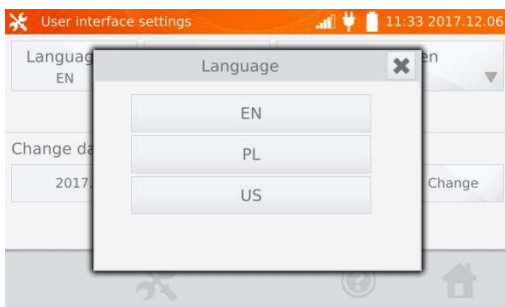 User interface settings
11:33 2017.12.06
Language
Languag
EN
en
EN
PL
US
Change da
2017.
Change